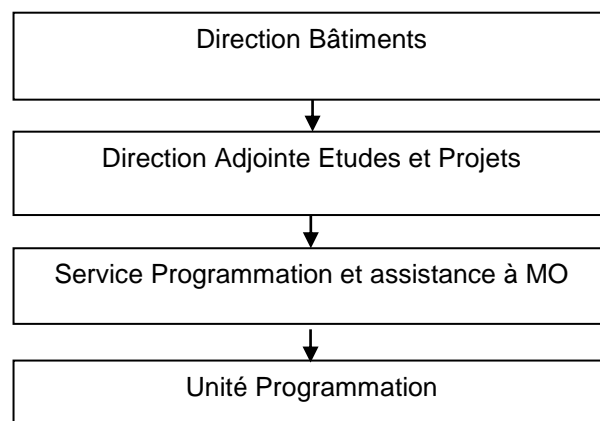 Direction Bâtiments
Direction Adjointe Etudes et Projets
Service Programmation et assistance à MO
Unité Programmation